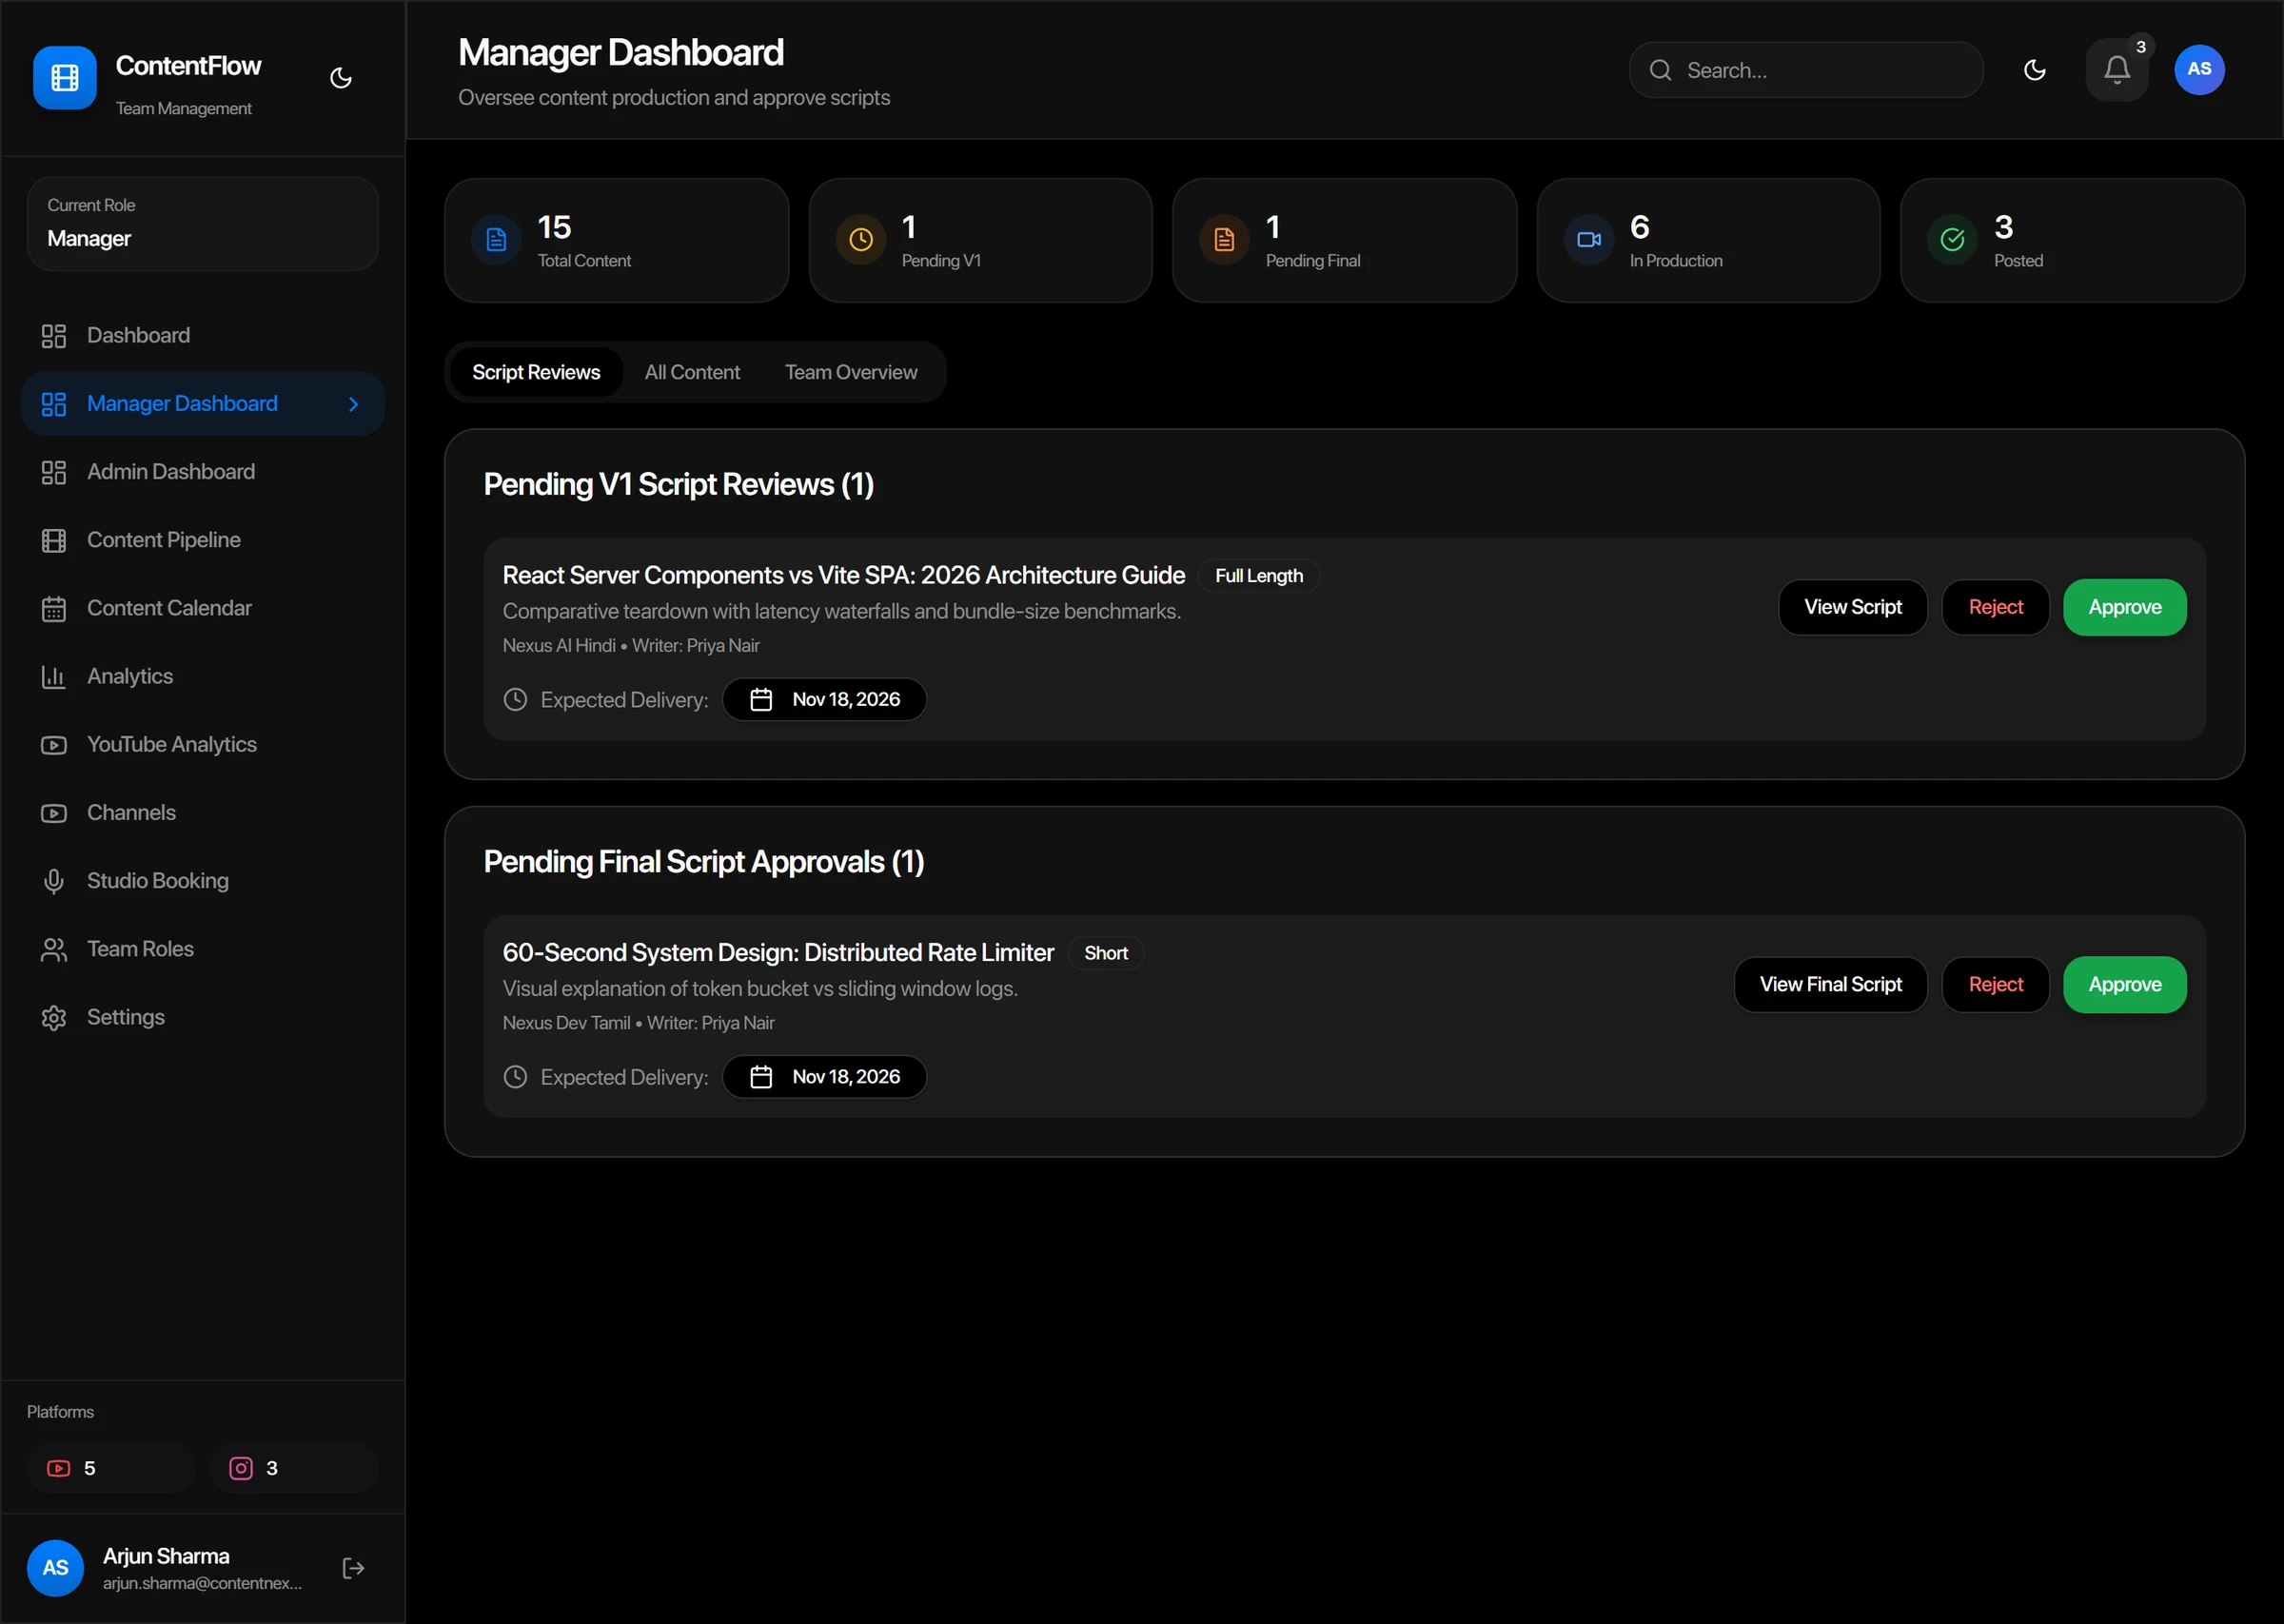 ContentFlow
Team Management
Current Role
Manager
Dashboard
Manager Dashboard
Admin Dashboard
Content Pipeline
Content Calendar
Analytics
YouTube Analytics
Channels
Studio Booking
Team Roles
Settings
Platforms
5
3
AS
Arjun Sharma
arjun.sharma@contentnex...
Manager Dashboard
Oversee content production and approve scripts
Search...
3
AS
15
Total Content
1
Pending V1
1
Pending Final
6
In Production
3
Posted
Script Reviews
All Content
Team Overview
Pending V1 Script Reviews (1)
React Server Components vs Vite SPA: 2026 Architecture Guide
Full Length
Comparative teardown with latency waterfalls and bundle-size benchmarks.
Nexus AI Hindi • Writer: Priya Nair
Expected Delivery:
Nov 18, 2026
View Script
Reject
Approve
Pending Final Script Approvals (1)
60-Second System Design: Distributed Rate Limiter
Short
Visual explanation of token bucket vs sliding window logs.
Nexus Dev Tamil • Writer: Priya Nair
Expected Delivery:
Nov 18, 2026
View Final Script
Reject
Approve